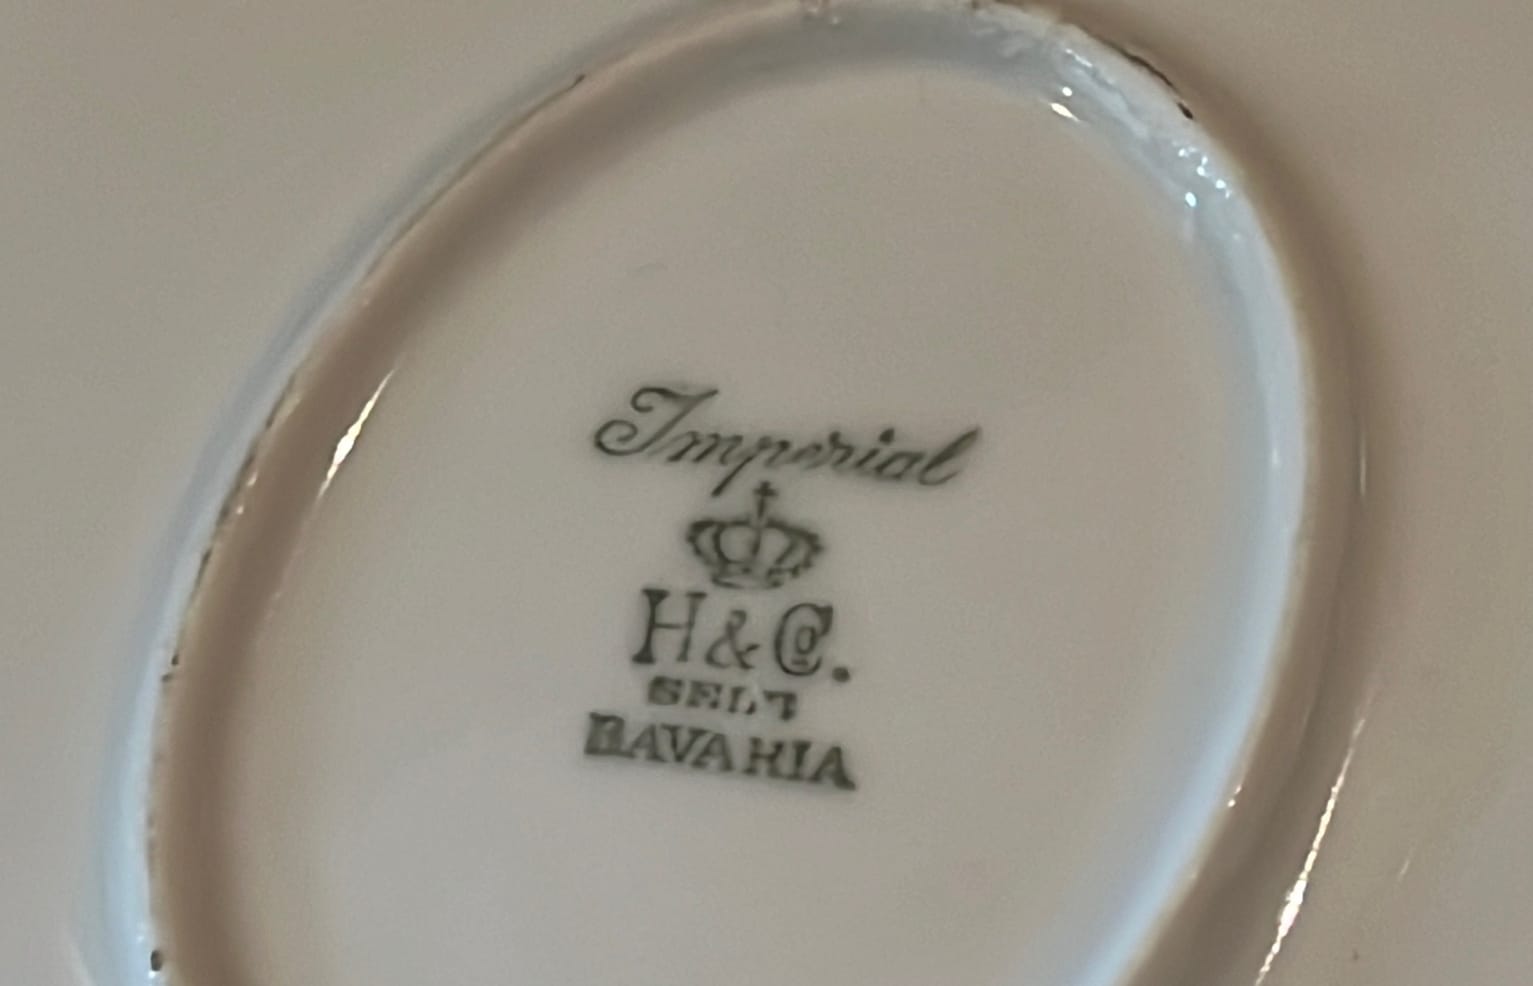 Imperial
H & Co.
SELB
BAVARIA